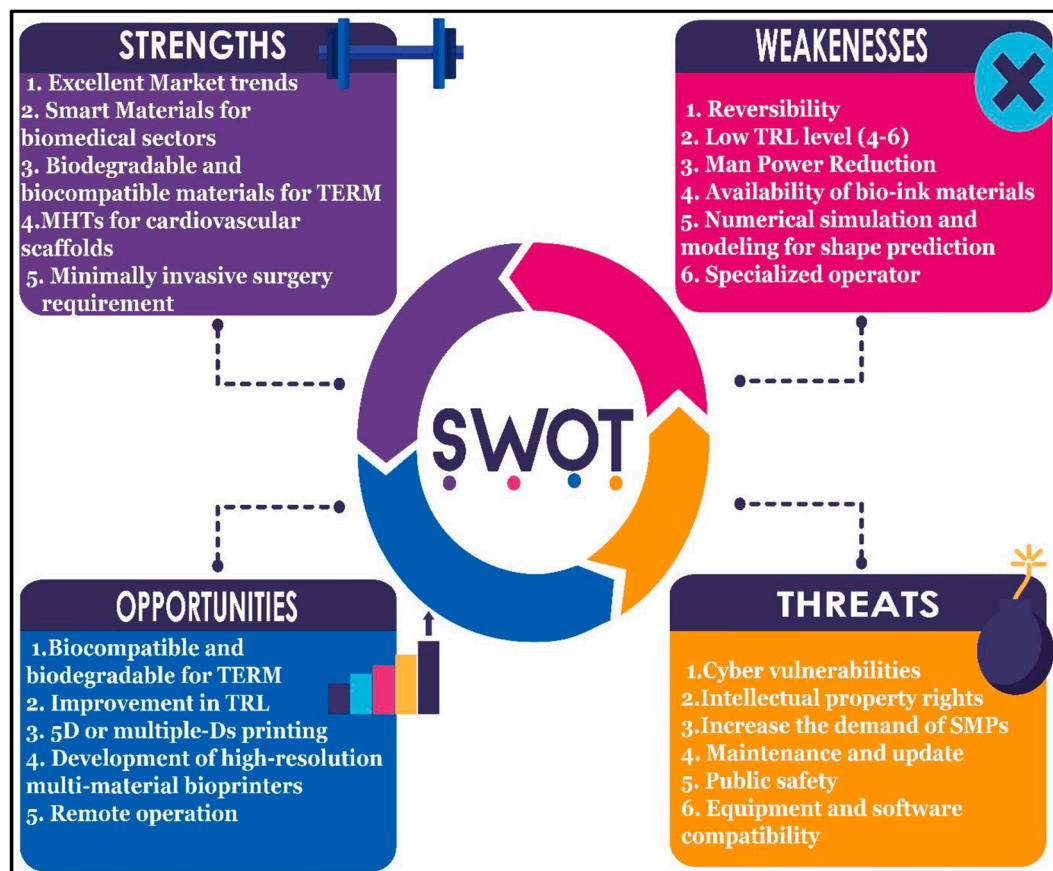 STRENGTHS
1. Excellent Market trends
2. Smart Materials for
biomedical sectors
3. Biodegradable and
biocompatible materials for TERM
4.MHTs for cardiovascular
scaffolds
5. Minimally invasive surgery
requirement
WEAKENESSES
1. Reversibility
2. Low TRL level (4-6)
3. Man Power Reduction
4. Availability of bio-ink materials
5. Numerical simulation and
modeling for shape prediction
6. Specialized operator
SWOT
OPPORTUNITIES
1.Biocompatible and
biodegradable for TERM
2. Improvement in TRL
3. 5D or multiple-Ds printing
4. Development of high-resolution
multi-material bioprinters
5. Remote operation
THREATS
1.Cyber vulnerabilities
2.Intellectual property rights
3.Increase the demand of SMPs
4. Maintenance and update
5. Public safety
6. Equipment and software
compatibility